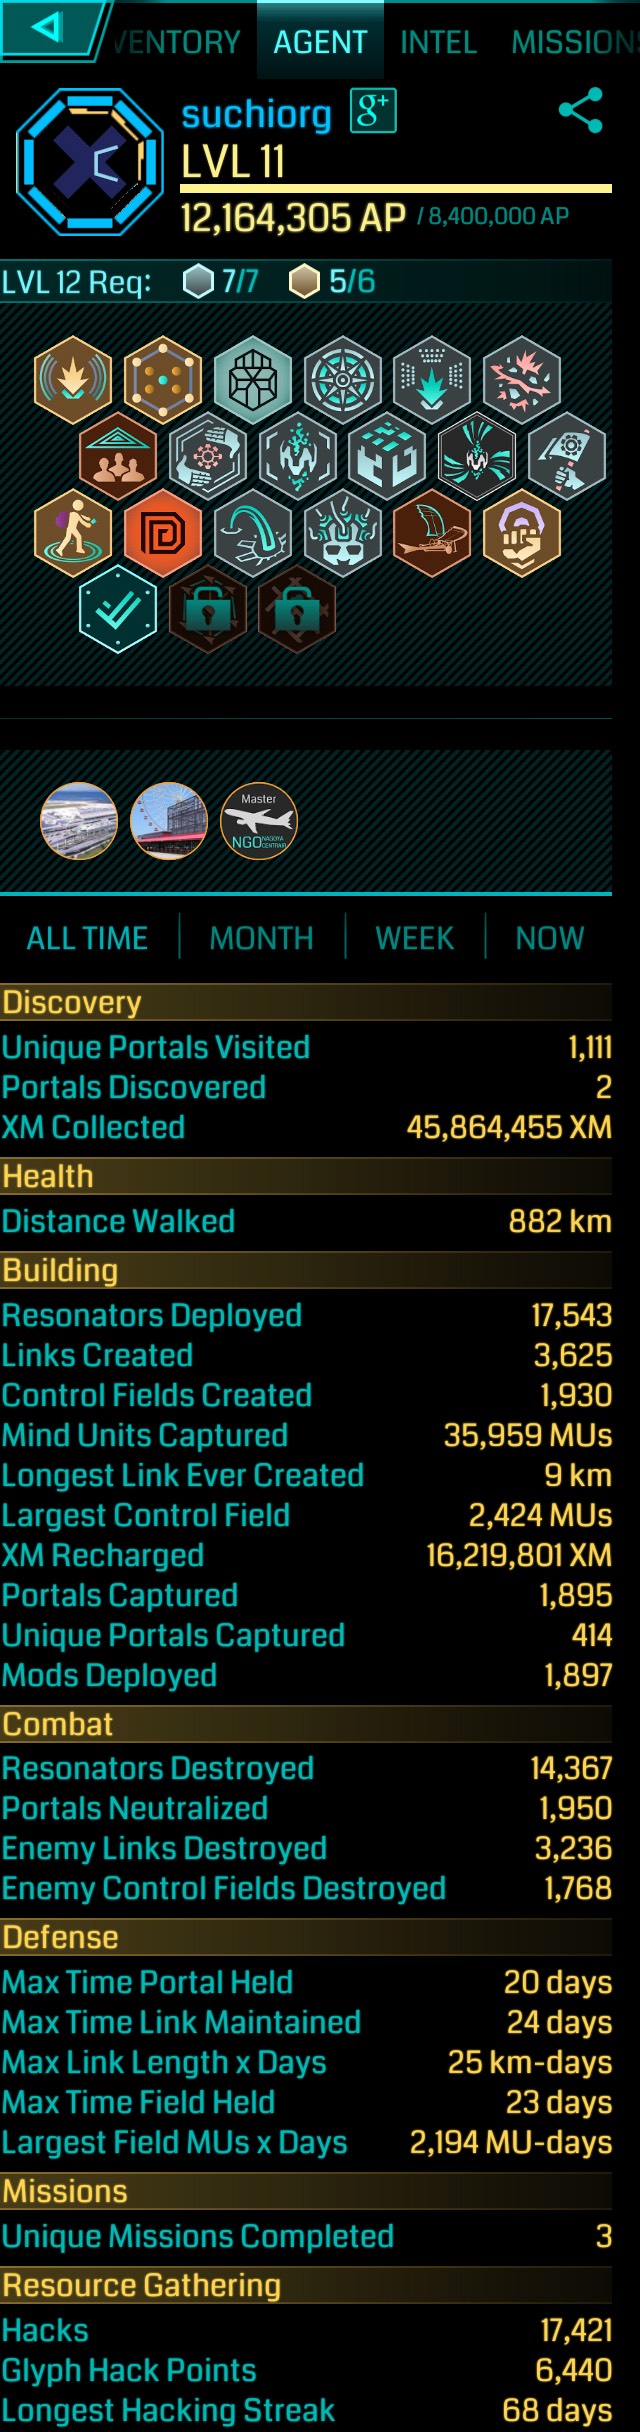 VENTORY AGENT INTEL MISSIONS
suchiorg g+
LVL 11
12,164,305 AP / 8,400,000 AP
LVL 12 Req: 7/7 5/6
Master
NGO NAGOYA CENTRAIR
ALL TIME MONTH WEEK NOW
Discovery
Unique Portals Visited 1,111
Portals Discovered 2
XM Collected 45,864,455 XM
Health
Distance Walked 882 km
Building
Resonators Deployed 17,543
Links Created 3,625
Control Fields Created 1,930
Mind Units Captured 35,959 MUs
Longest Link Ever Created 9 km
Largest Control Field 2,424 MUs
XM Recharged 16,219,801 XM
Portals Captured 1,895
Unique Portals Captured 414
Mods Deployed 1,897
Combat
Resonators Destroyed 14,367
Portals Neutralized 1,950
Enemy Links Destroyed 3,236
Enemy Control Fields Destroyed 1,768
Defense
Max Time Portal Held 20 days
Max Time Link Maintained 24 days
Max Link Length x Days 25 km-days
Max Time Field Held 23 days
Largest Field MUs x Days 2,194 MU-days
Missions
Unique Missions Completed 3
Resource Gathering
Hacks 17,421
Glyph Hack Points 6,440
Longest Hacking Streak 68 days